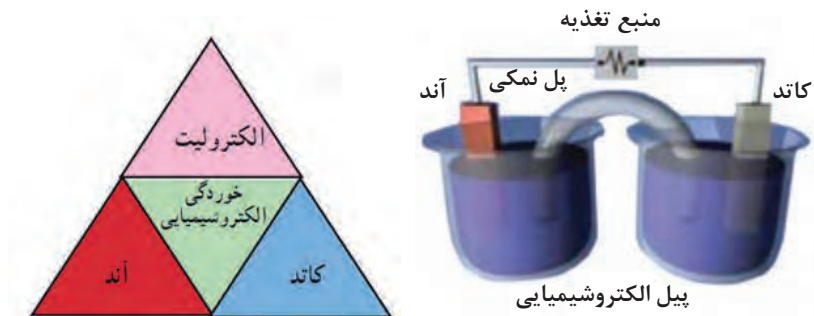 منبع تغذیه
پل نمکی
آند
کاتد
پیل الکتروشیمیایی
الکترولیت
خوردگی
الکتروشیمیایی
آند
کاتد